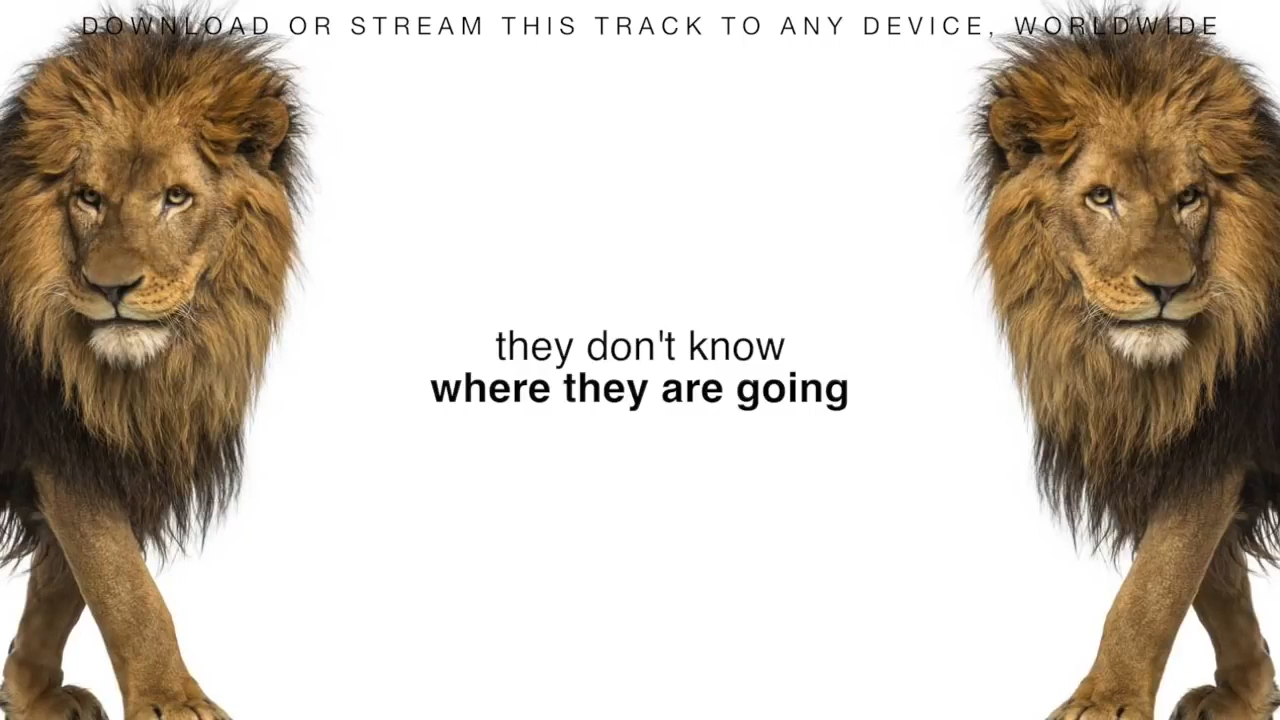 DOWNLOAD OR STREAM THIS TRACK TO ANY DEVICE, WORLDWIDE
they don't know
where they are going